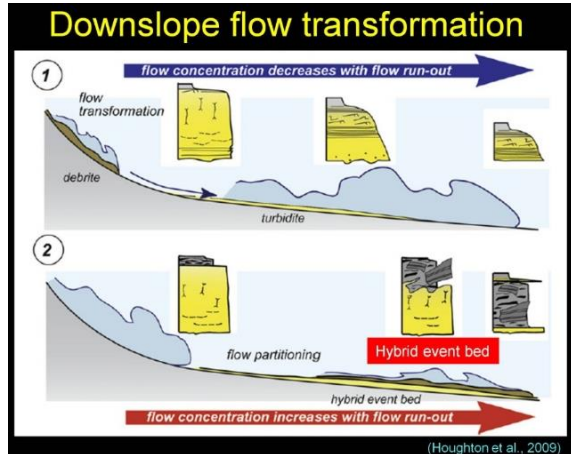 Downslope flow transformation
1
flow concentration decreases with flow run-out
flow
transformation
debrite
turbidite
2
flow partitioning
Hybrid event bed
hybrid event bed
flow concentration increases with flow run-out
(Houghton et al., 2009)